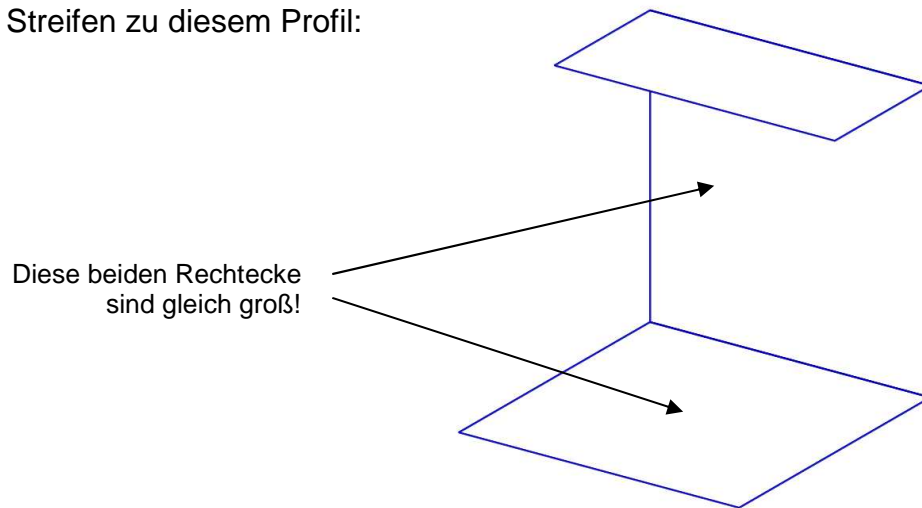 Streifen zu diesem Profil:
Diese beiden Rechtecke
sind gleich groß!